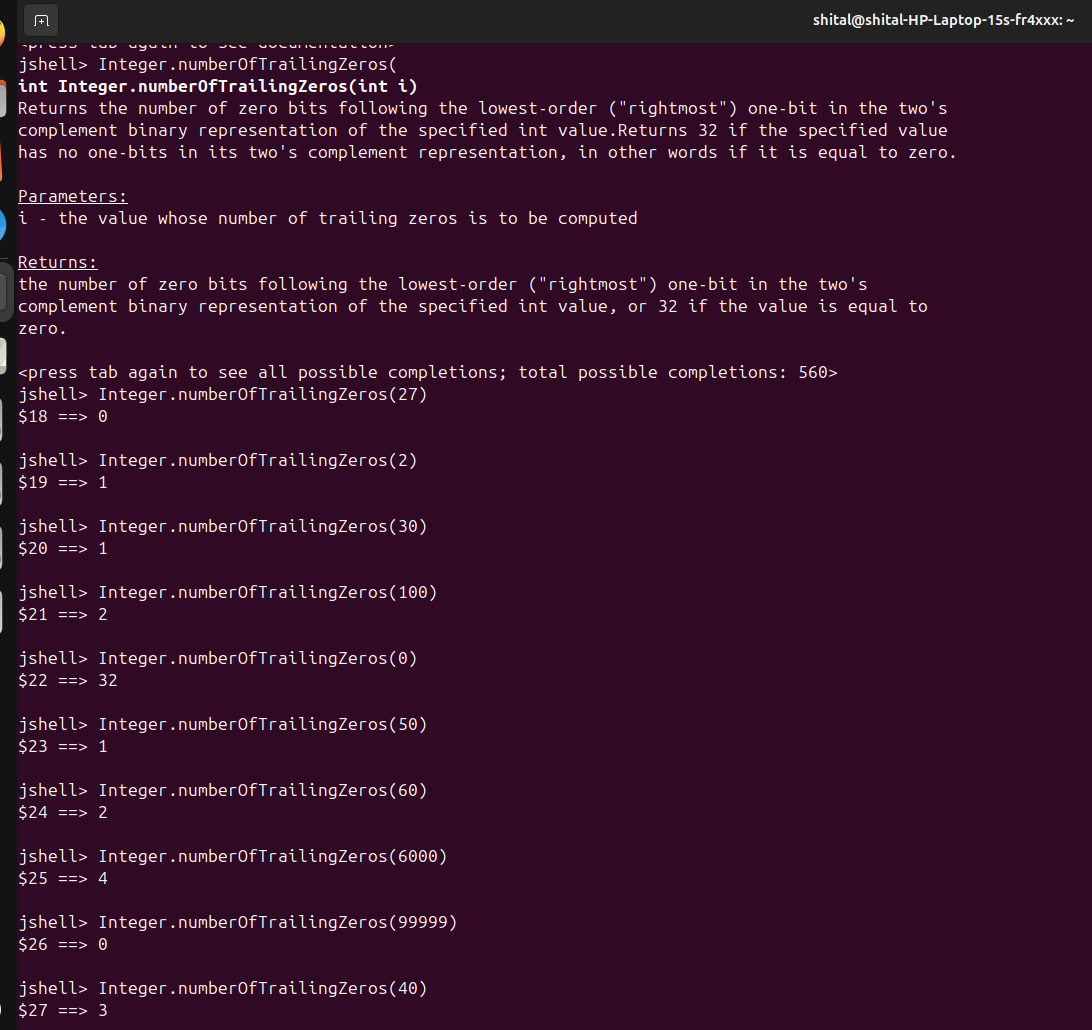 shital@shital-HP-Laptop-15s-fr4xxx: ~
<press tab again to see documentation>
jshell> Integer.numberOfTrailingZeros(
int Integer.numberOfTrailingZeros(int i)
Returns the number of zero bits following the lowest-order ("rightmost") one-bit in the two's
complement binary representation of the specified int value.Returns 32 if the specified value
has no one-bits in its two's complement representation, in other words if it is equal to zero.
Parameters:
i - the value whose number of trailing zeros is to be computed
Returns:
the number of zero bits following the lowest-order ("rightmost") one-bit in the two's
complement binary representation of the specified int value, or 32 if the value is equal to
zero.
<press tab again to see all possible completions; total possible completions: 560>
jshell> Integer.numberOfTrailingZeros(27)
$18 ==> 0
jshell> Integer.numberOfTrailingZeros(2)
$19 ==> 1
jshell> Integer.numberOfTrailingZeros(30)
$20 ==> 1
jshell> Integer.numberOfTrailingZeros(100)
$21 ==> 2
jshell> Integer.numberOfTrailingZeros(0)
$22 ==> 32
jshell> Integer.numberOfTrailingZeros(50)
$23 ==> 1
jshell> Integer.numberOfTrailingZeros(60)
$24 ==> 2
jshell> Integer.numberOfTrailingZeros(6000)
$25 ==> 4
jshell> Integer.numberOfTrailingZeros(99999)
$26 ==> 0
jshell> Integer.numberOfTrailingZeros(40)
$27 ==> 3